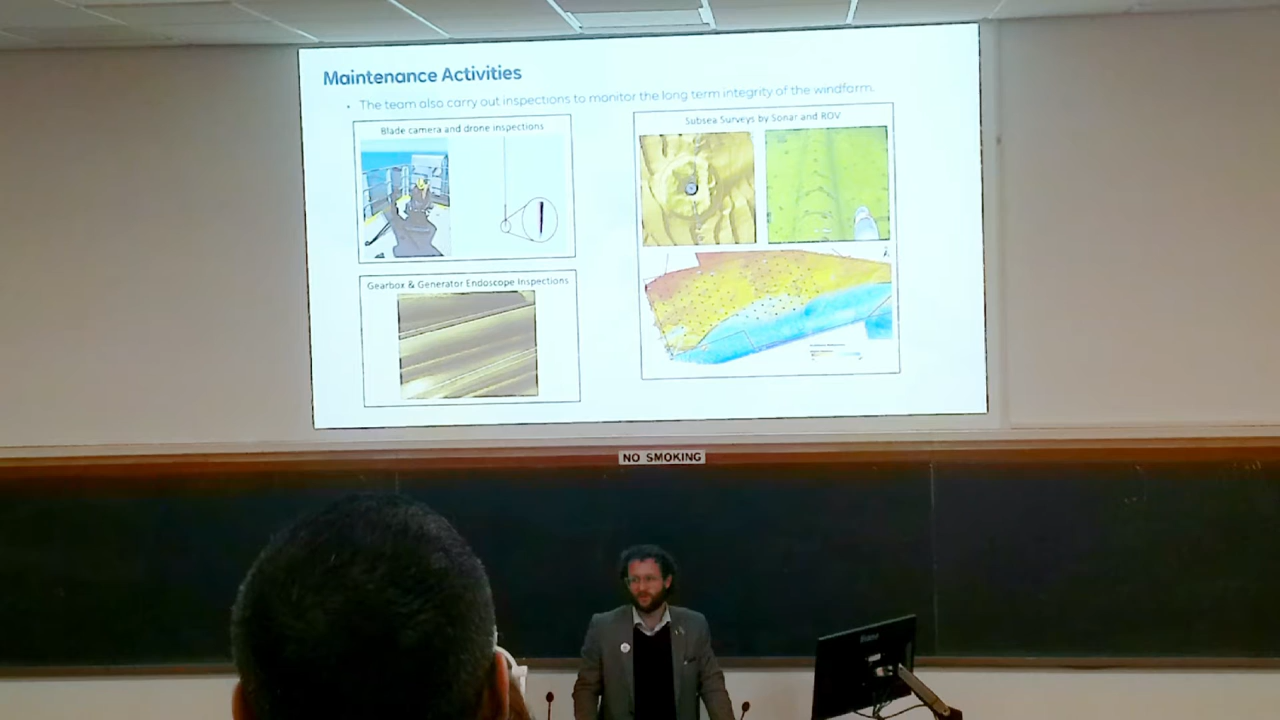 Maintenance Activities
• The team also carry out inspections to monitor the long term integrity of the windfarm.
Blade camera and drone inspections
Subsea Surveys by Sonar and ROV
Gearbox & Generator Endoscope Inspections
NO SMOKING